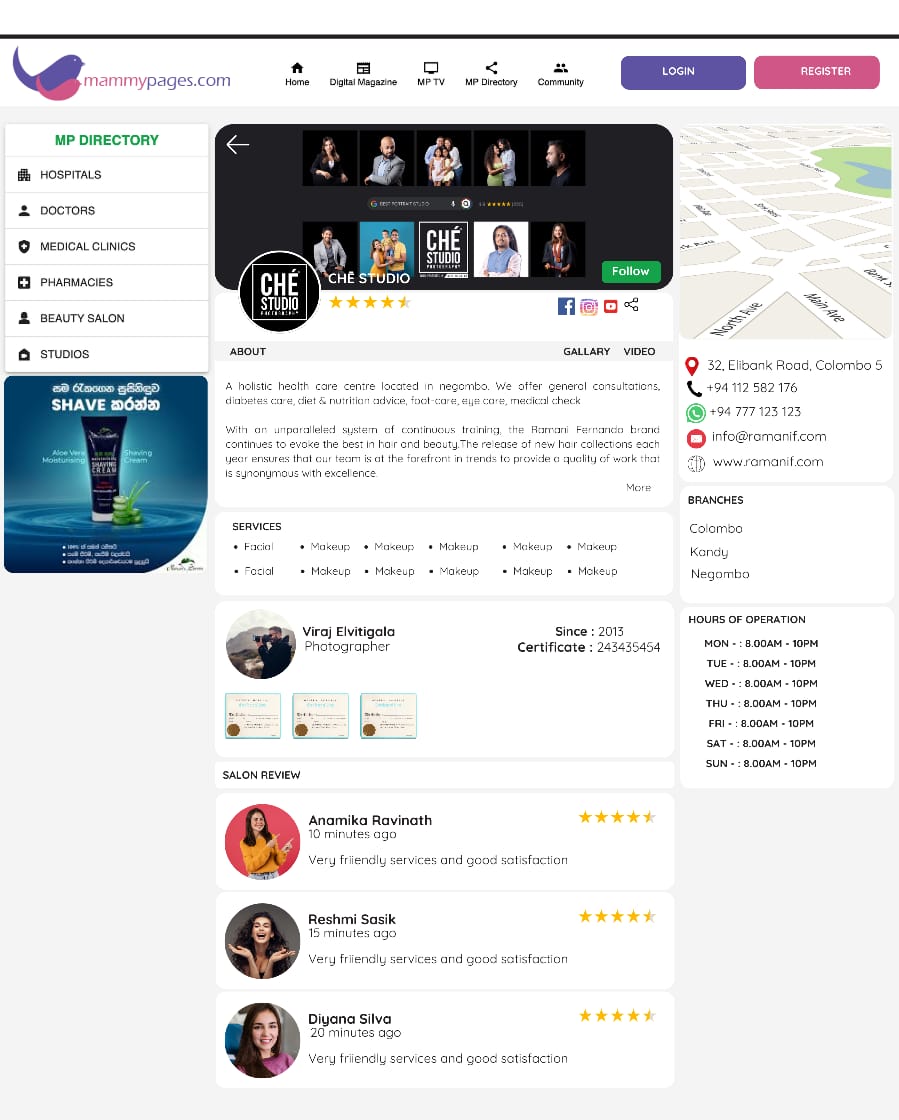 mammypages.com
Home
Digital Magazine
MP TV
MP Directory
Community
LOGIN
REGISTER
MP DIRECTORY
HOSPITALS
DOCTORS
MEDICAL CLINICS
PHARMACIES
BEAUTY SALON
STUDIOS
සම රැකගෙන සුපිනිඳුව
SHAVE කරන්න
Aloe Vera
Moisturising
Shaving
Cream
SHAVING
CREAM
BEST PORTRAIT STUDIO
CHÉ
STUDIO
PHOTOGRAPHY
CHÉ
STUDIO
PHOTOGRAPHY
CHÉ STUDIO
Follow
ABOUT
GALLARY
VIDEO
A holistic health care centre located in negombo. We offer general consultations,
diabetes care, diet & nutrition advice, foot-care, eye care, medical check
With an unparalleled system of continuous training, the Ramani Fernando brand
continues to evoke the best in hair and beauty.The release of new hair collections each
year ensures that our team is at the forefront in trends to provide a quality of work that
is synonymous with excellence.
More
SERVICES
• Facial • Makeup • Makeup • Makeup • Makeup • Makeup
• Facial • Makeup • Makeup • Makeup • Makeup • Makeup
Viraj Elvitigala
Photographer
Since : 2013
Certificate : 243435454
SALON REVIEW
Anamika Ravinath
10 minutes ago
Very friiendly services and good satisfaction
Reshmi Sasik
15 minutes ago
Very friiendly services and good satisfaction
Diyana Silva
20 minutes ago
Very friiendly services and good satisfaction
North Ave
Main Ave
32, Elibank Road, Colombo 5
+94 112 582 176
+94 777 123 123
info@ramanif.com
www.ramanif.com
BRANCHES
Colombo
Kandy
Negombo
HOURS OF OPERATION
MON - : 8.00AM - 10PM
TUE - : 8.00AM - 10PM
WED - : 8.00AM - 10PM
THU - : 8.00AM - 10PM
FRI - : 8.00AM - 10PM
SAT - : 8.00AM - 10PM
SUN - : 8.00AM - 10PM